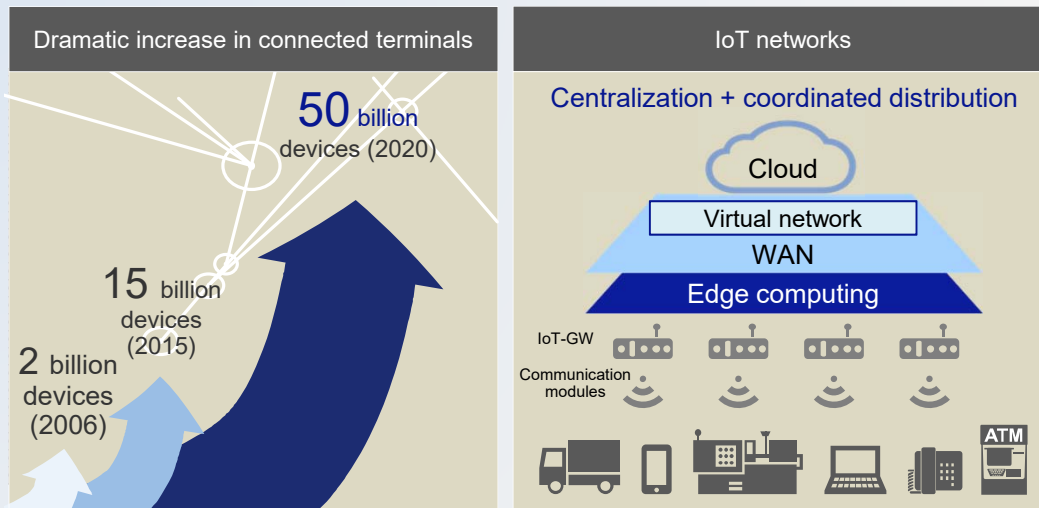 Dramatic increase in connected terminals
50 billion
devices (2020)
15 billion
devices
(2015)
2 billion
devices
(2006)
IoT networks
Centralization + coordinated distribution
Cloud
Virtual network
WAN
Edge computing
IoT-GW
Communication
modules
ATM